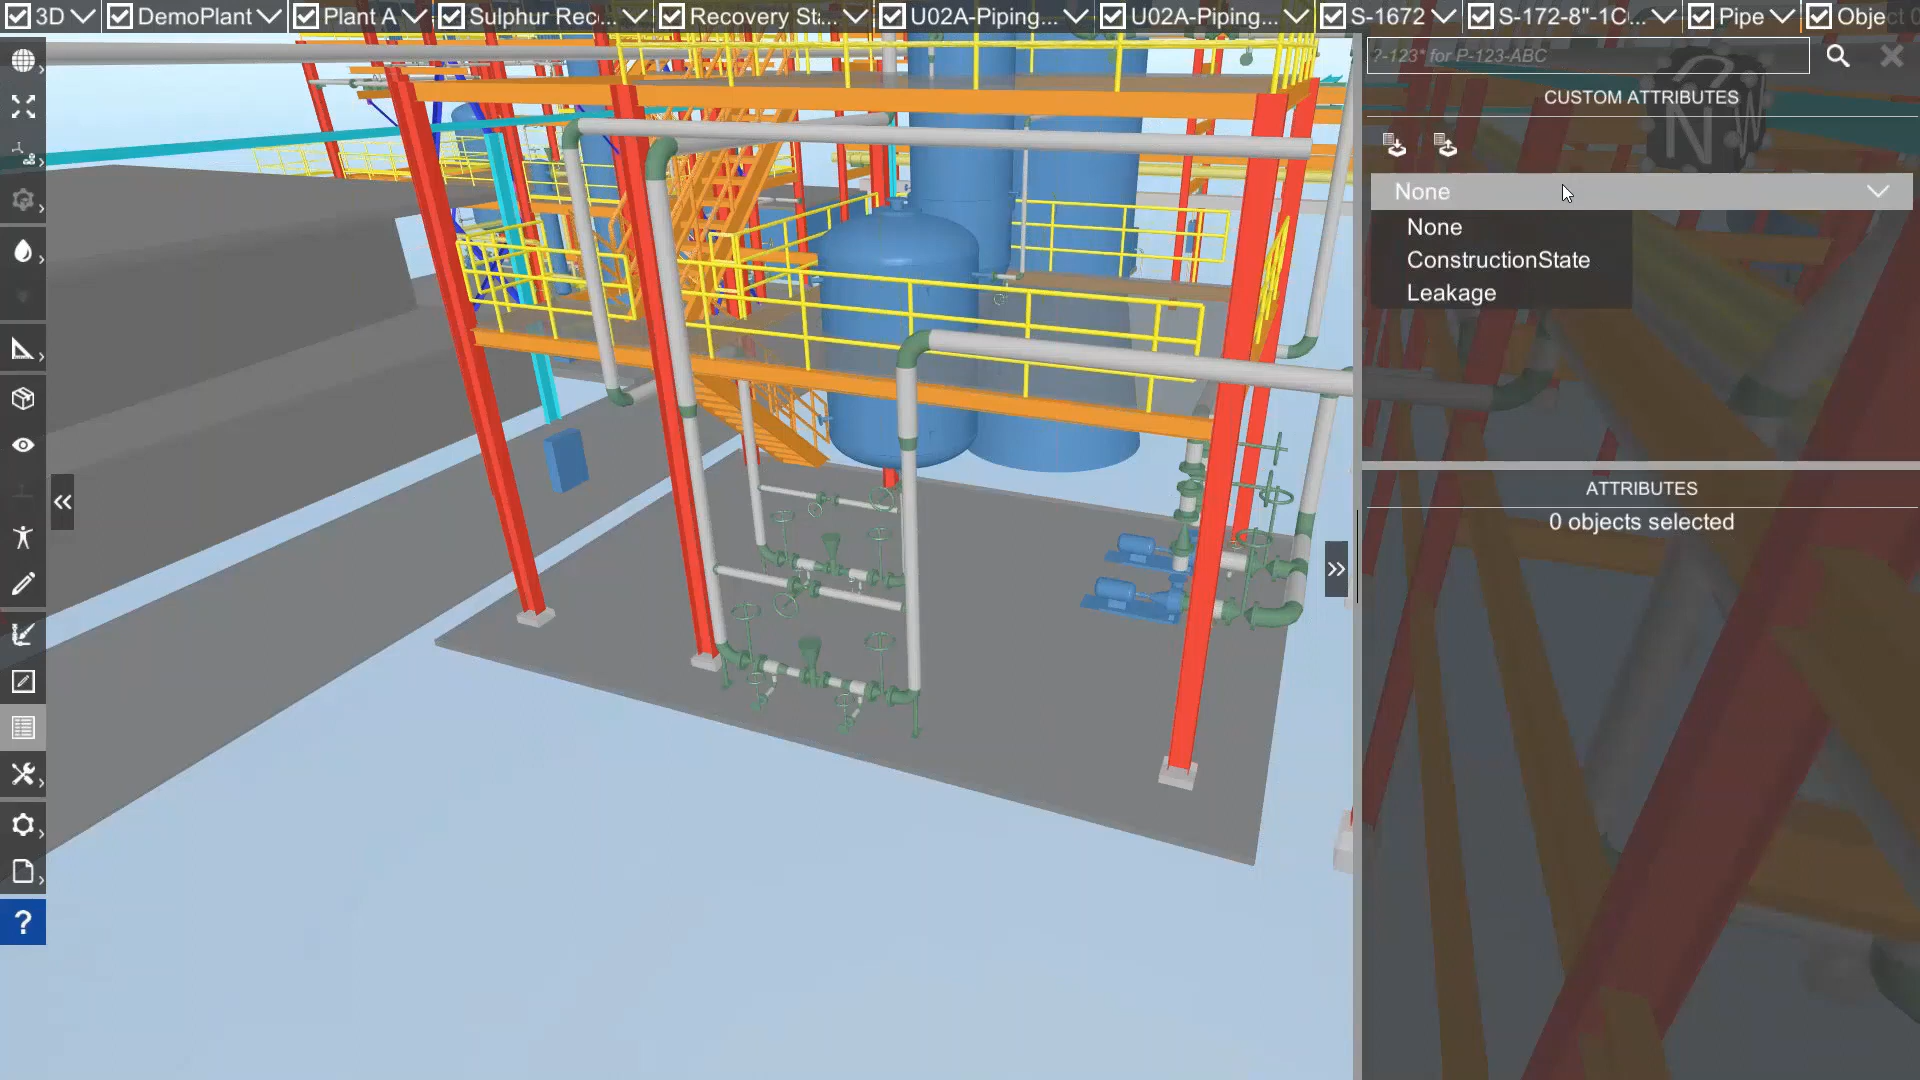 3D DemoPlant Plant A Sulphur Rec... Recovery St... U02A-Piping... U02A-Piping... S-1672 S-172-8"-1C... Pipe Obje
?-123* for P-123-ABC
CUSTOM ATTRIBUTES
N W
None
None
ConstructionState
Leakage
ATTRIBUTES
0 objects selected
?